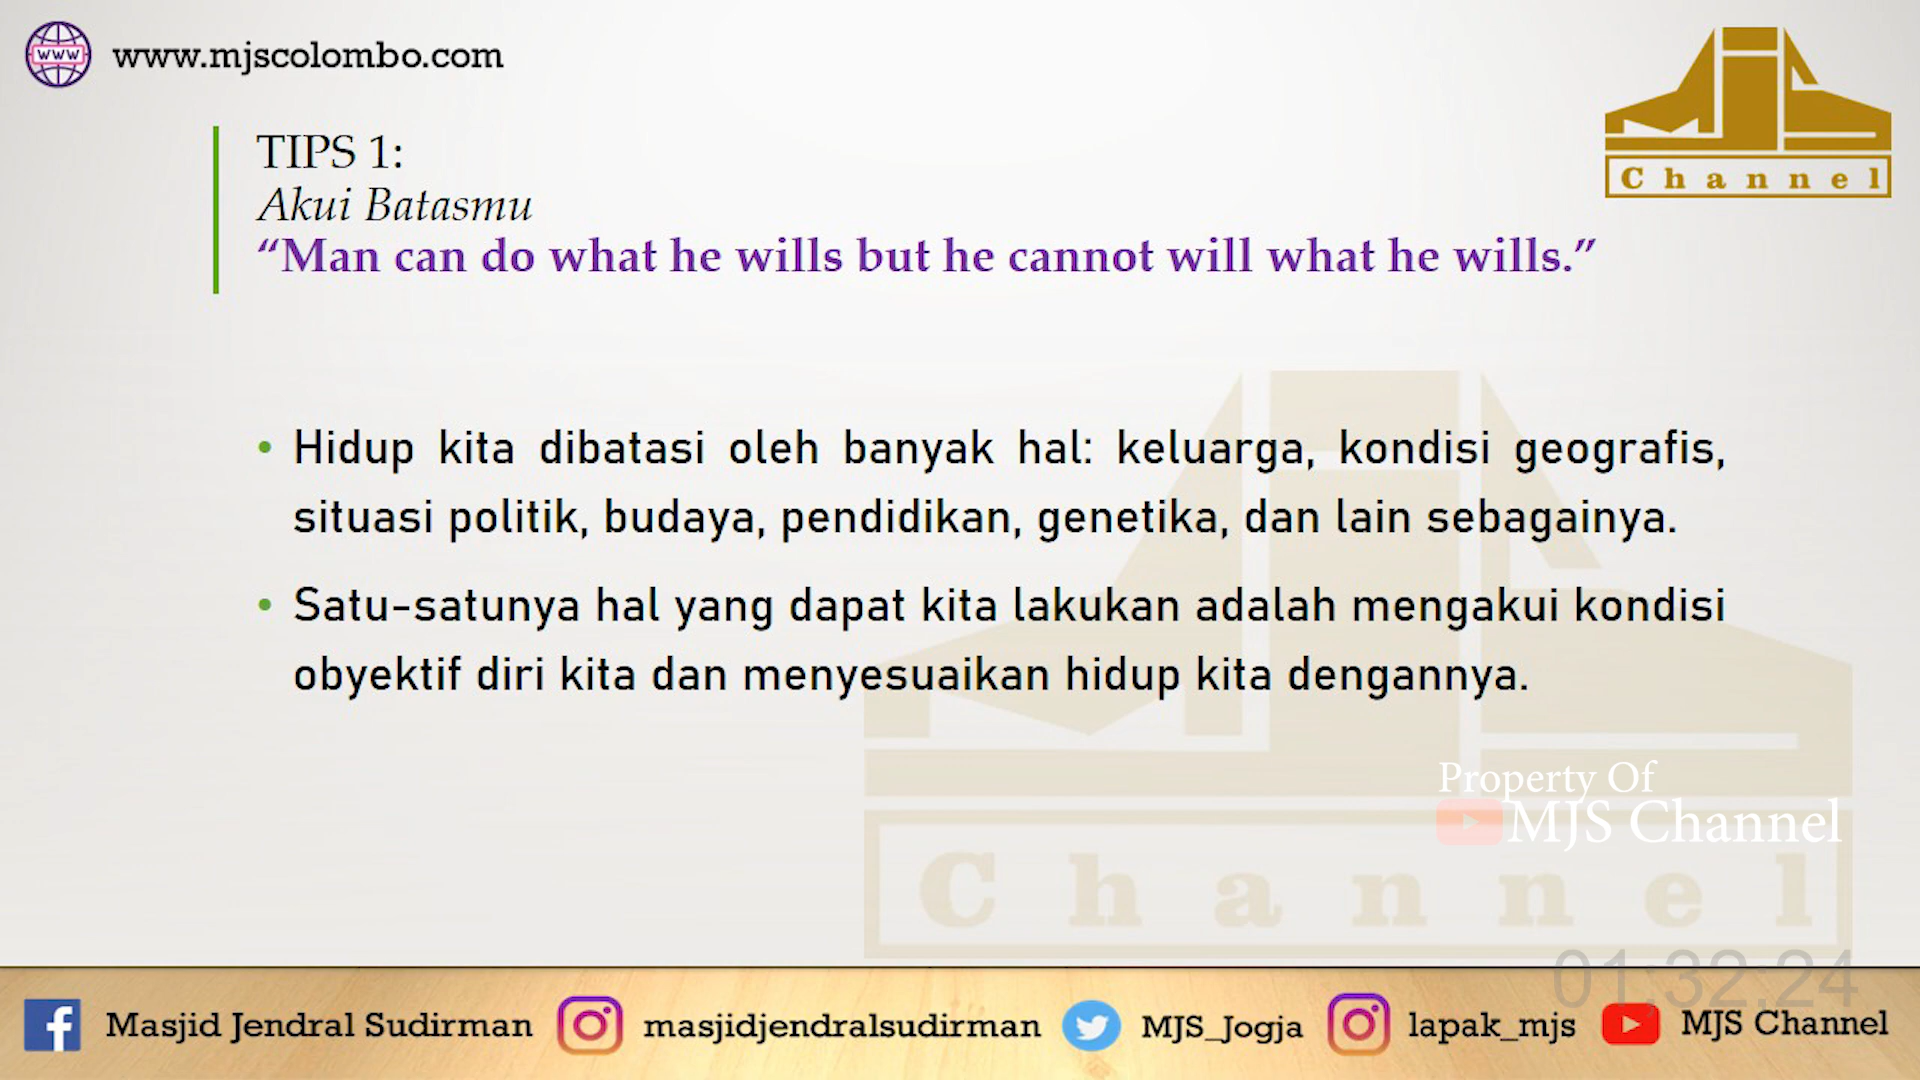 www.mjscolombo.com
Channel
TIPS 1:
Akui Batasmu
“Man can do what he wills but he cannot will what he wills.”
• Hidup kita dibatasi oleh banyak hal: keluarga, kondisi geografis,
situasi politik, budaya, pendidikan, genetika, dan lain sebagainya.
• Satu-satunya hal yang dapat kita lakukan adalah mengakui kondisi
obyektif diri kita dan menyesuaikan hidup kita dengannya.
Property Of
MJS Channel
Channel
01:32:24
Masjid Jendral Sudirman masjidjendralsudirman MJS_Jogja lapak_mjs MJS Channel